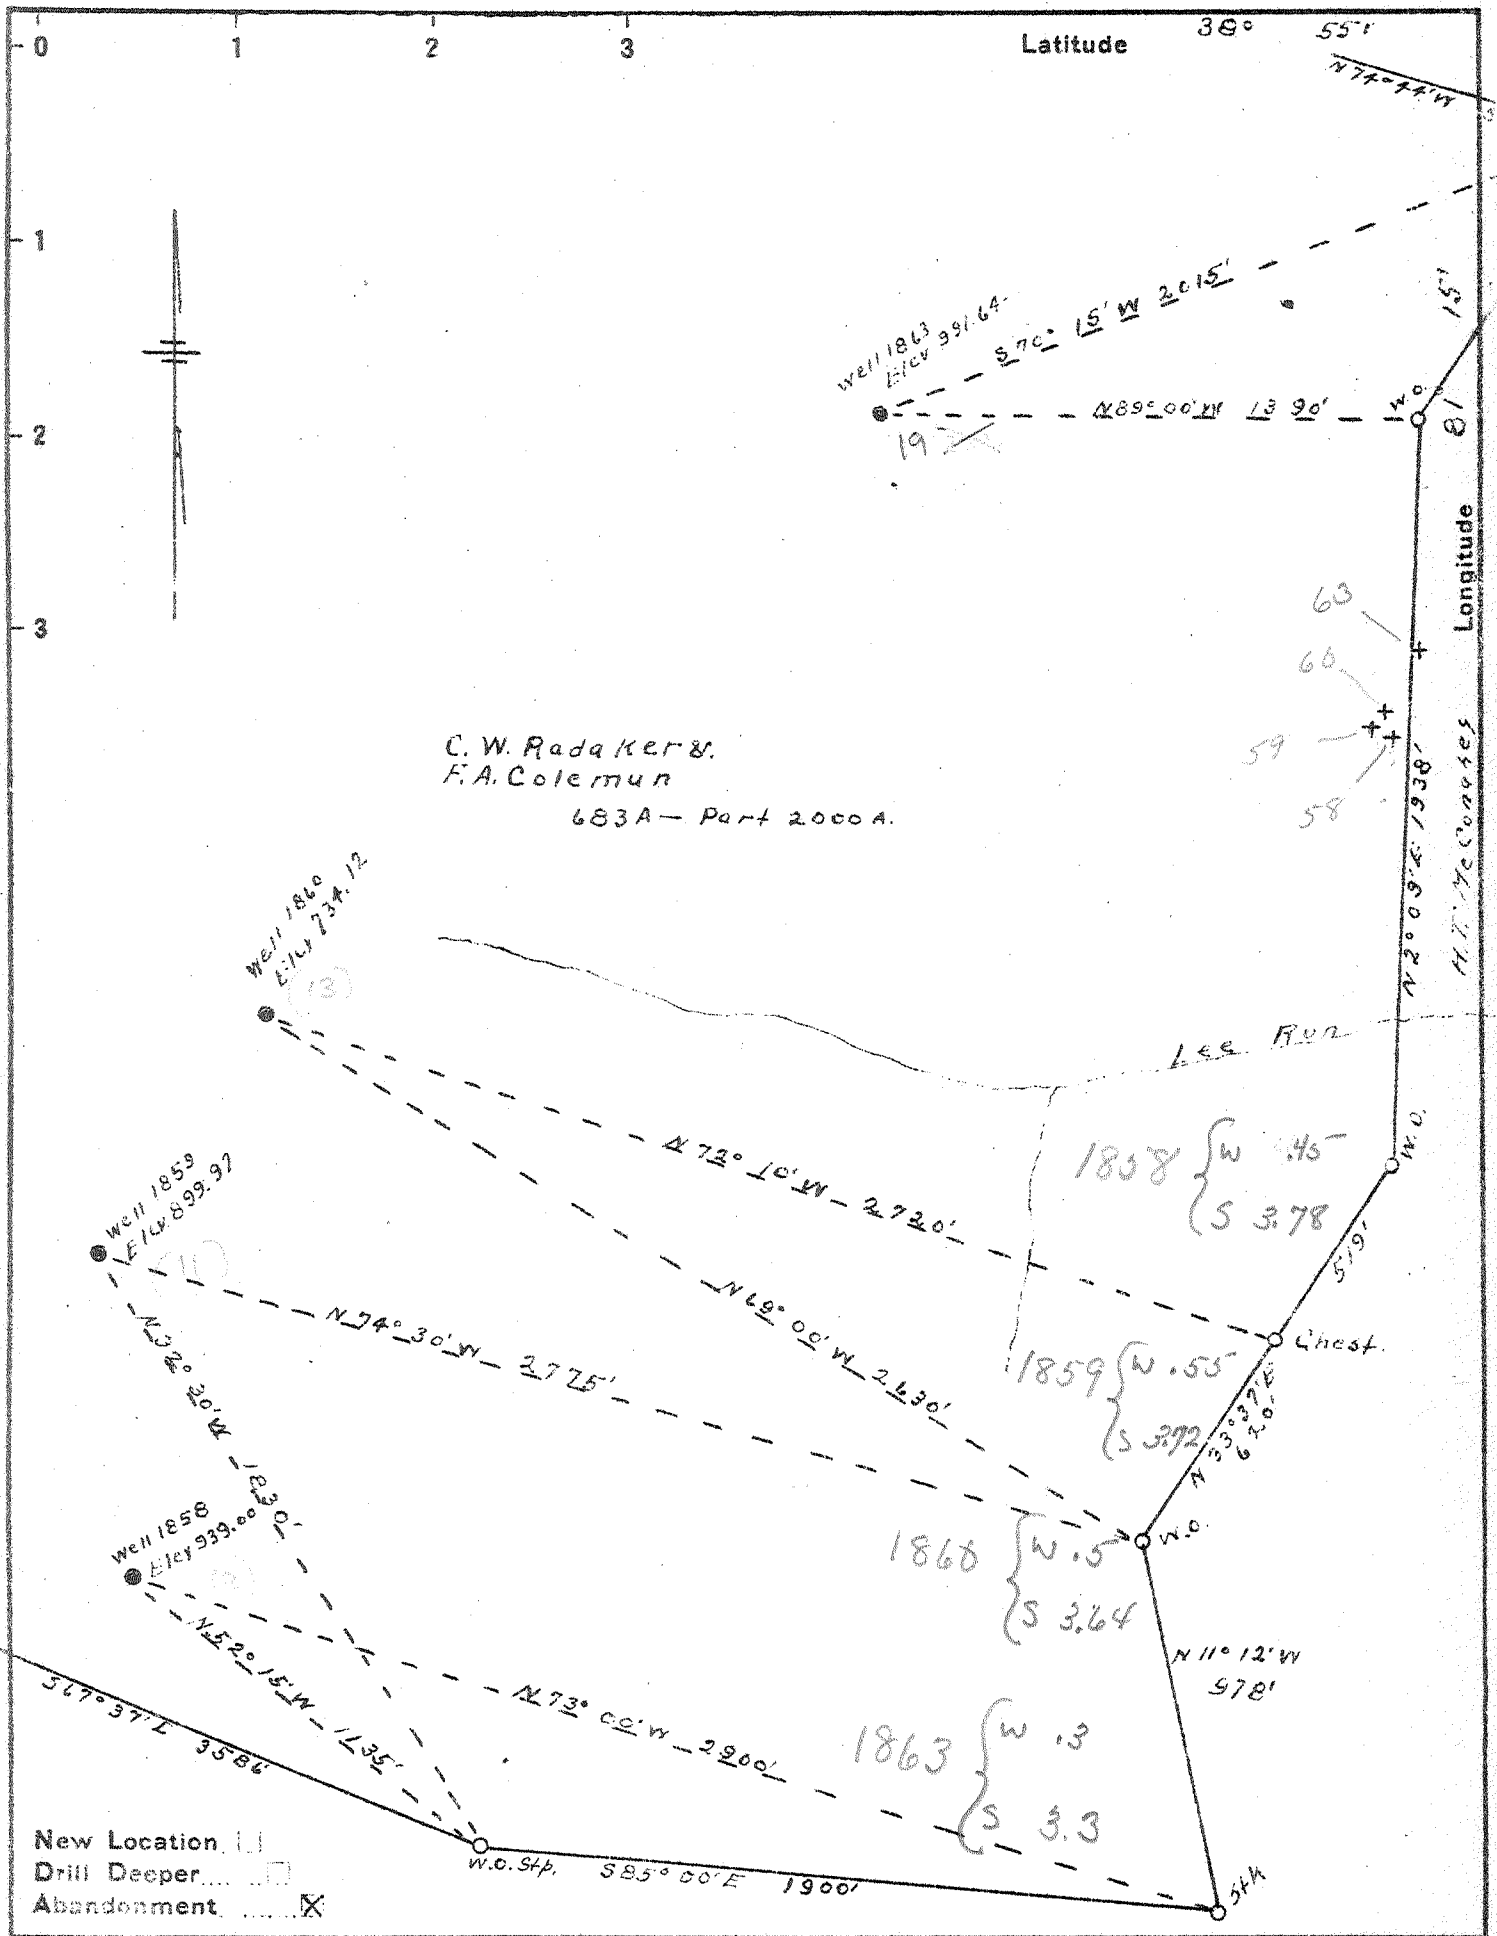 0 1 2 3 Latitude 38° 55'
N 74° 44' W
1
2
3
well 1863
Elev 991.64
S 70° 15' W 2015'
N 89° 00' W 1390'
W.O.
19
81 15'
Longitude
63
60
59
58
N 2° 09' E 1938'
C. W. Radaker &
F. A. Colemun
683 A — Part 2000 A.
well 1860
Elev 734.12
(13)
Lee Run
N 72° 10' W - 2720'
1858 { W .45
S 3.78
W.O.
519'
well 1859
Elev 899.97
(11)
N 74° 30' W - 2775'
N 69° 00' W 2630'
Chest.
1859 { W .55
S 3.72
N 33° 37' E
620'
N 32° 20' W 1830'
W.O.
well 1858
Elev 939.00
1860 { W .5
S 3.64
N 11° 12' W
978'
N 52° 15' W - 1135'
N 73° 00' W - 2900'
1863 { W .3
S 3.3
S 67° 37' E 3586'
New Location
Drill Deeper
Abandonment X
W.O. Stp.
S 85° 00' E 1900'
Stk